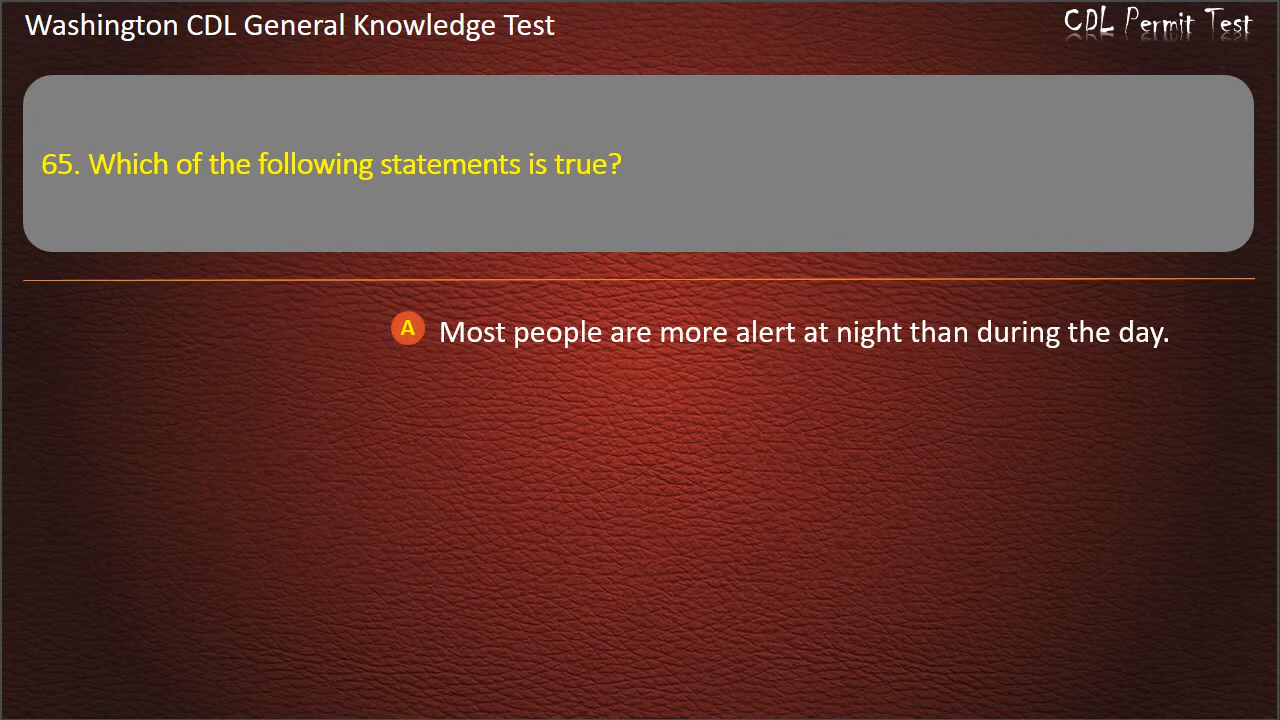 Washington CDL General Knowledge Test
CDL Permit Test
65. Which of the following statements is true?
A Most people are more alert at night than during the day.